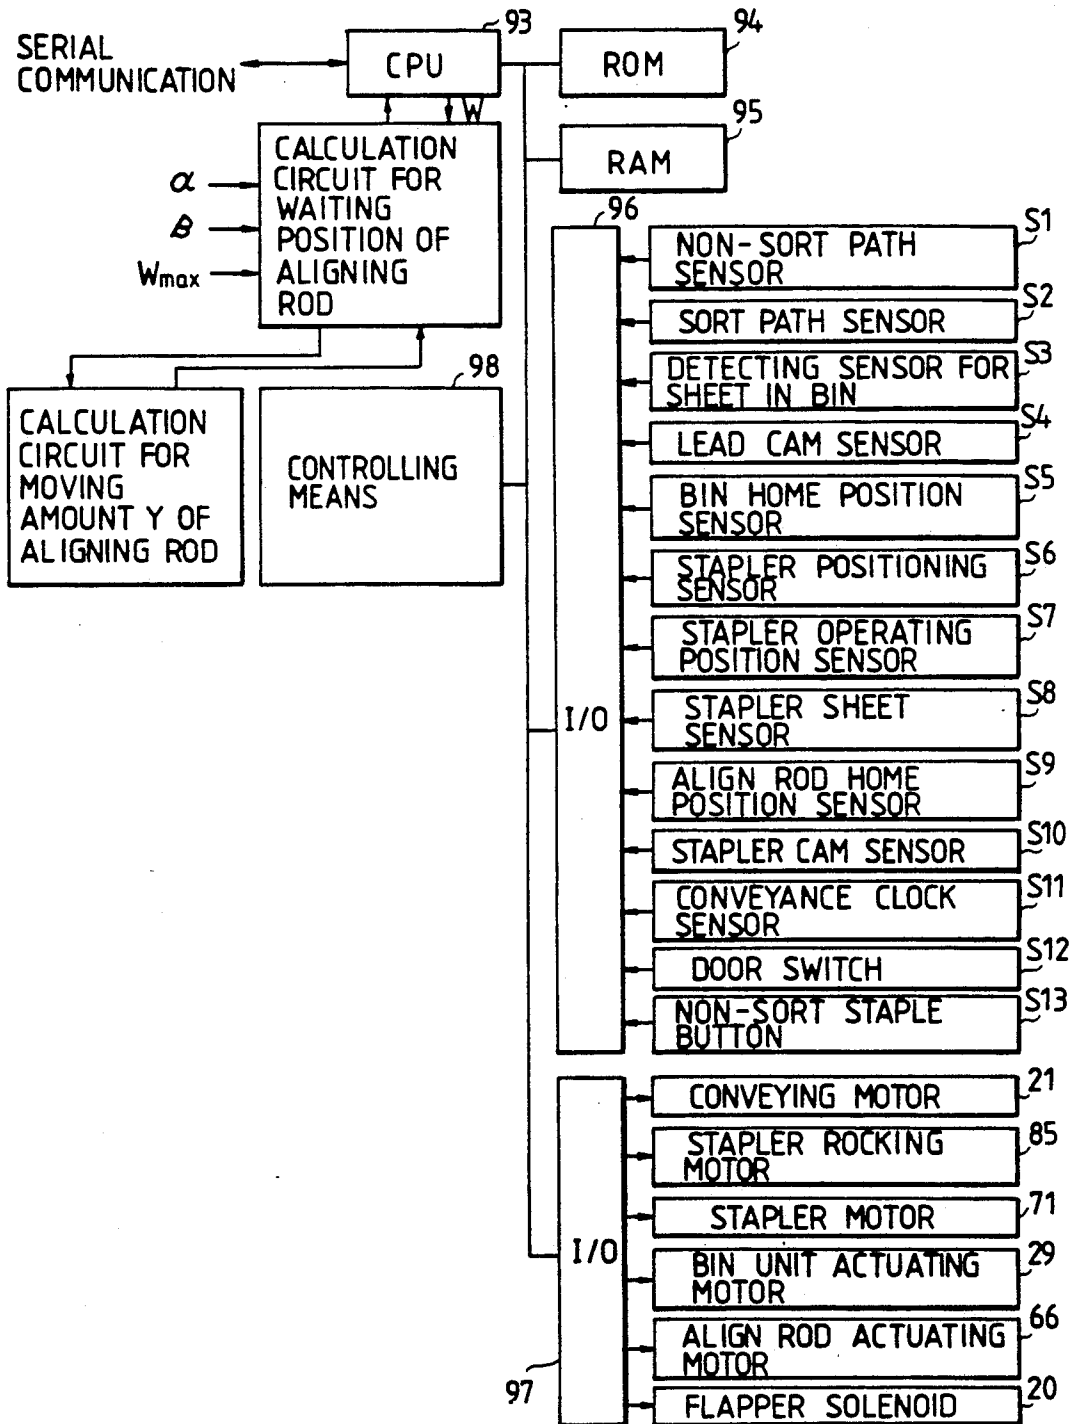 93
94
SERIAL
COMMUNICATION
CPU
ROM
W
95
CALCULATION
CIRCUIT FOR
WAITING
POSITION OF
ALIGNING
ROD
RAM
α
β
Wmax
96
NON-SORT PATH
SENSOR
S1
SORT PATH SENSOR
S2
DETECTING SENSOR FOR
SHEET IN BIN
S3
98
CALCULATION
CIRCUIT FOR
MOVING
AMOUNT Y OF
ALIGNING ROD
CONTROLLING
MEANS
LEAD CAM SENSOR
S4
BIN HOME POSITION
SENSOR
S5
STAPLER POSITIONING
SENSOR
S6
STAPLER OPERATING
POSITION SENSOR
S7
I/O
STAPLER SHEET
SENSOR
S8
ALIGN ROD HOME
POSITION SENSOR
S9
STAPLER CAM SENSOR
S10
CONVEYANCE CLOCK
SENSOR
S11
DOOR SWITCH
S12
NON-SORT STAPLE
BUTTON
S13
CONVEYING MOTOR
21
STAPLER ROCKING
MOTOR
85
STAPLER MOTOR
71
I/O
BIN UNIT ACTUATING
MOTOR
29
ALIGN ROD ACTUATING
MOTOR
66
97
FLAPPER SOLENOID
20